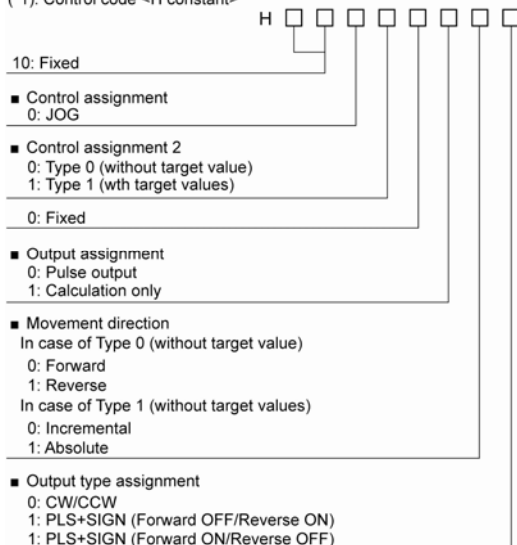 (*1): Control code <H constant>
H □ □ □ □ □ □ □ □
10: Fixed
■ Control assignment
0: JOG
■ Control assignment 2
0: Type 0 (without target value)
1: Type 1 (wth target values)
0: Fixed
■ Output assignment
0: Pulse output
1: Calculation only
■ Movement direction
In case of Type 0 (without target value)
0: Forward
1: Reverse
In case of Type 1 (without target values)
0: Incremental
1: Absolute
■ Output type assignment
0: CW/CCW
1: PLS+SIGN (Forward OFF/Reverse ON)
1: PLS+SIGN (Forward ON/Reverse OFF)